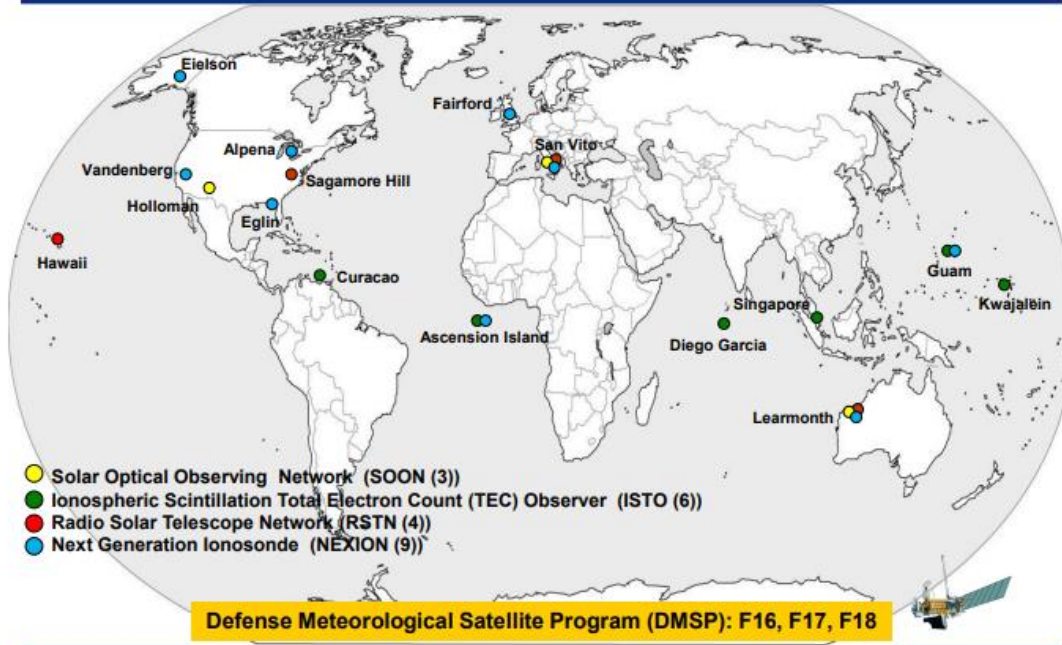 Eielson
Fairford
Alpena
San Vito
Vandenberg
Sagamore Hill
Holloman
Eglin
Hawaii
Curacao
Guam
Kwajalein
Singapore
Ascension Island
Diego Garcia
Learmonth
Solar Optical Observing Network (SOON (3))
Ionospheric Scintillation Total Electron Count (TEC) Observer (ISTO (6))
Radio Solar Telescope Network (RSTN (4))
Next Generation Ionosonde (NEXION (9))
Defense Meteorological Satellite Program (DMSP): F16, F17, F18